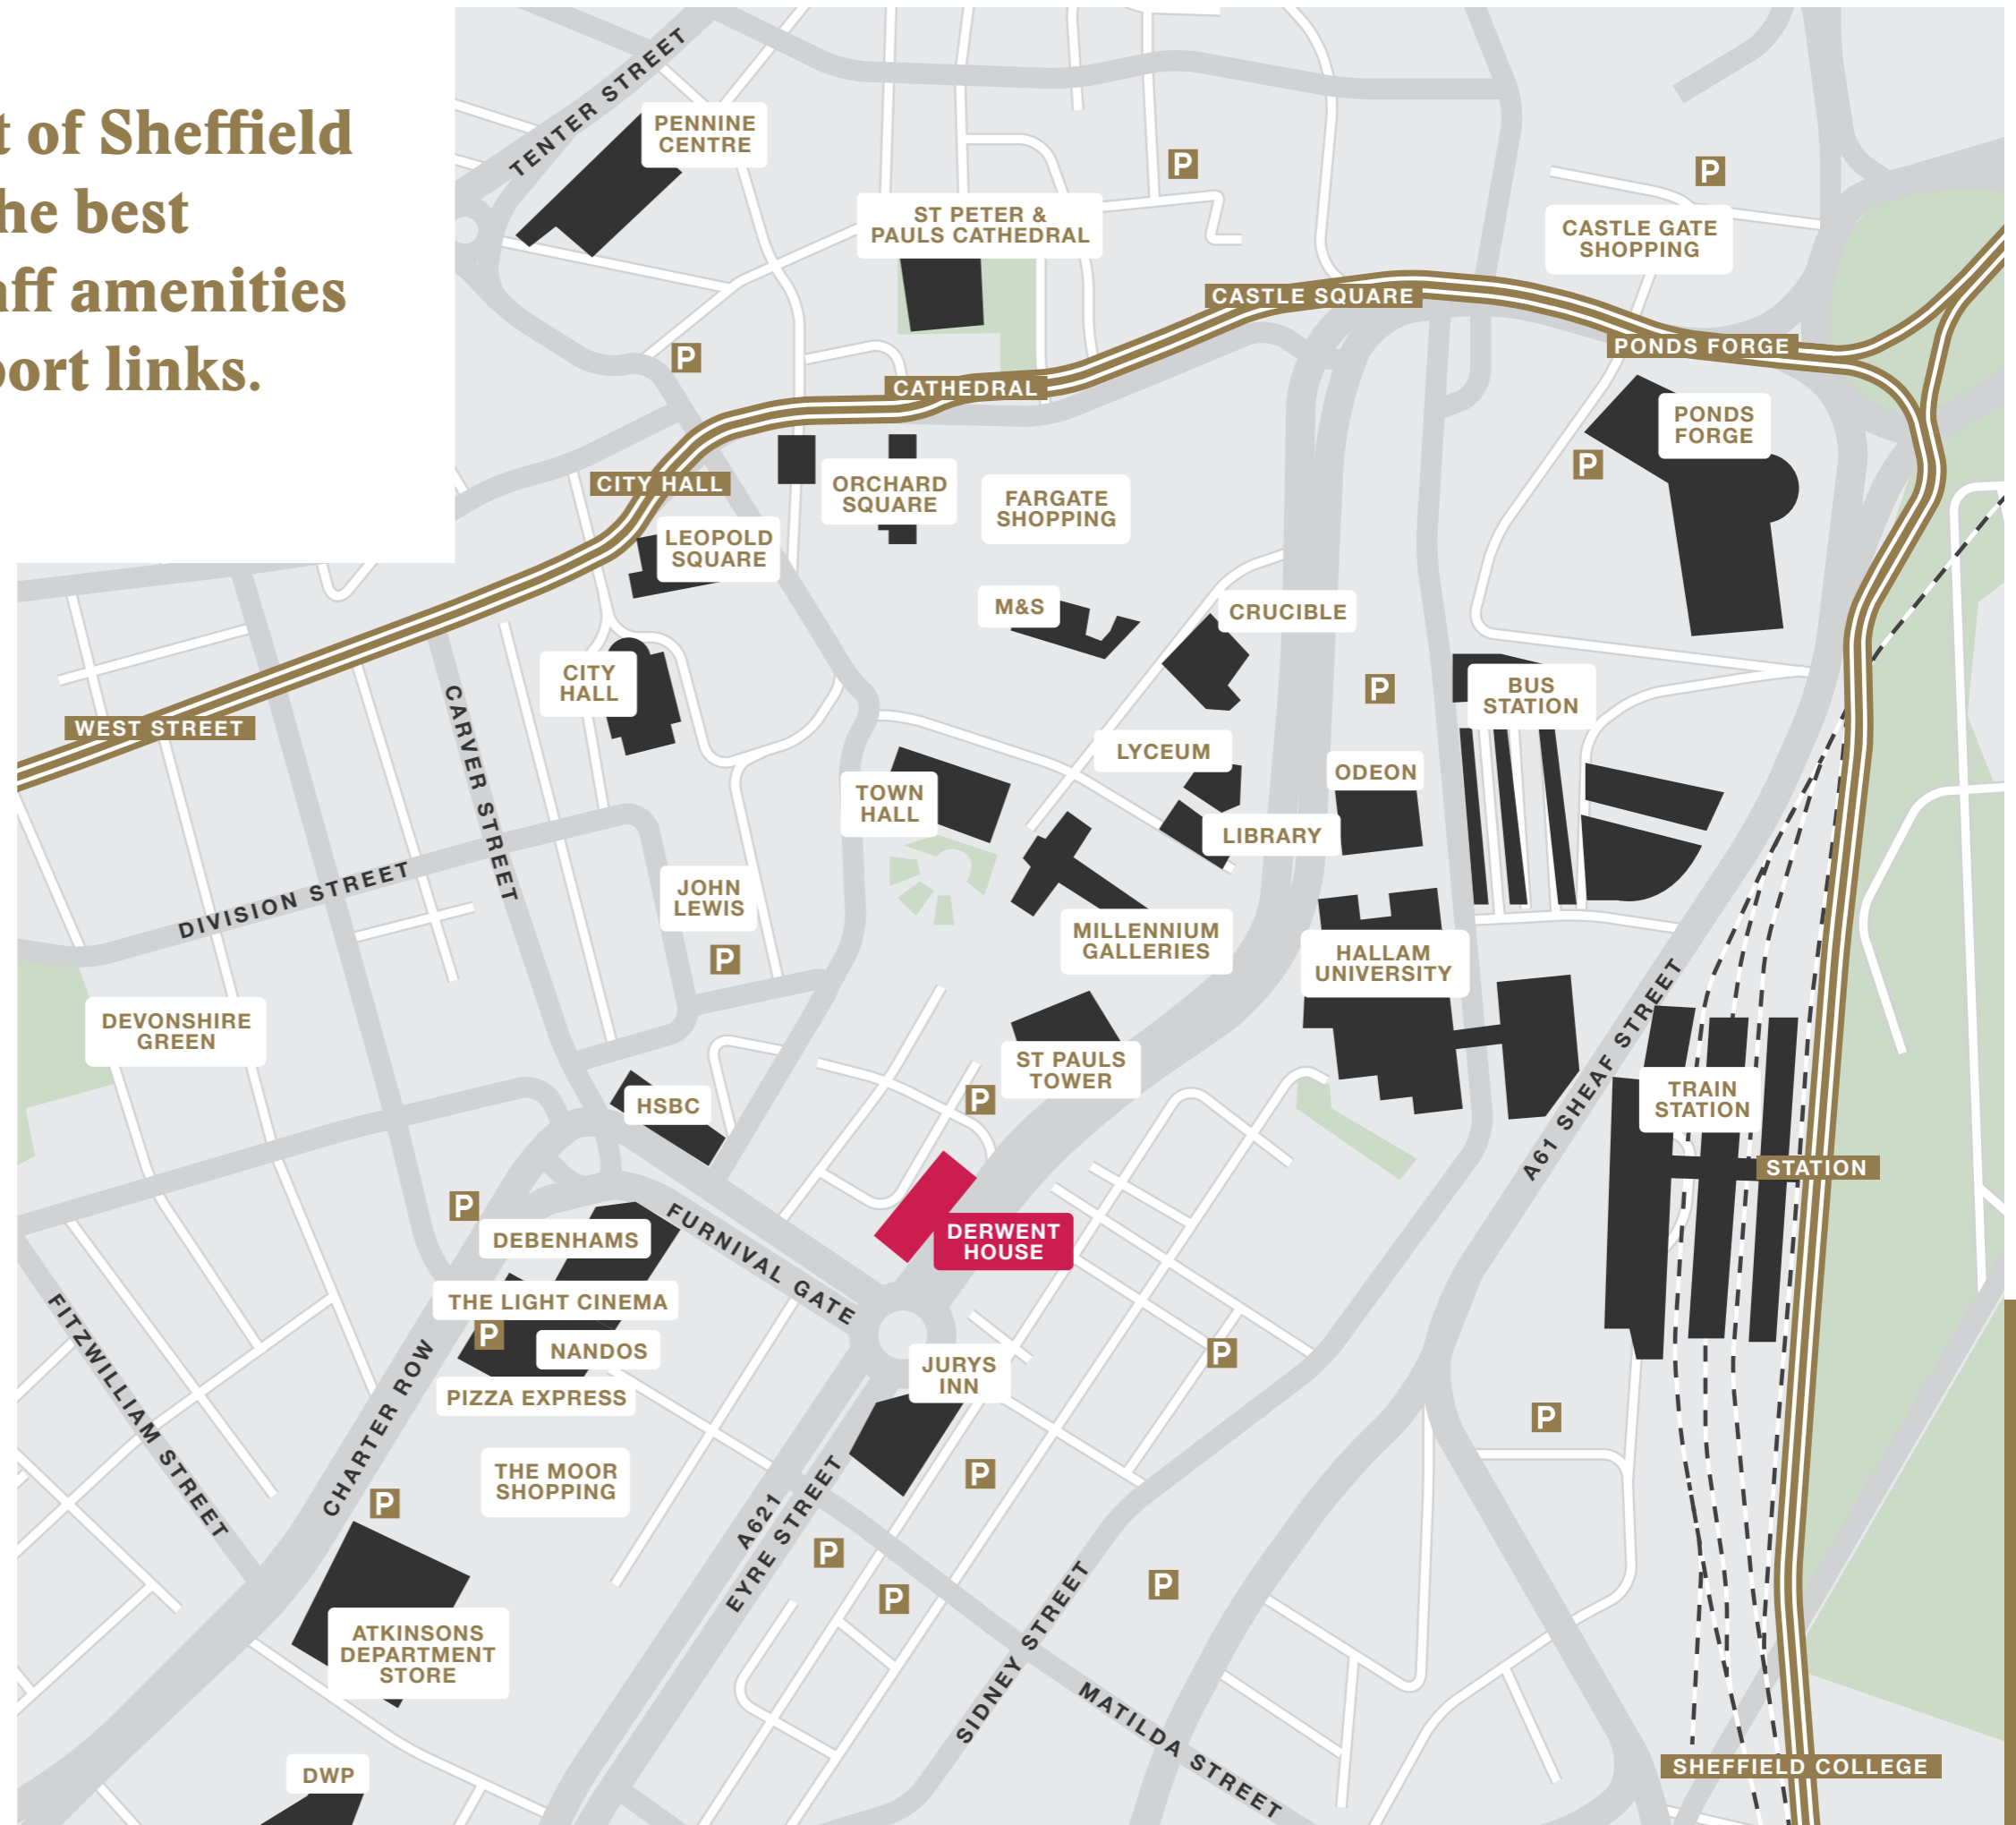 t of Sheffield
he best
aff amenities
port links.
TENTER STREET
PENNINE
CENTRE
P
P
ST PETER &
PAULS CATHEDRAL
CASTLE GATE
SHOPPING
CASTLE SQUARE
PONDS FORGE
P
CATHEDRAL
PONDS
FORGE
P
CITY HALL
ORCHARD
SQUARE
FARGATE
SHOPPING
LEOPOLD
SQUARE
M&S
CRUCIBLE
CITY
HALL
P
BUS
STATION
WEST STREET
CARVER STREET
LYCEUM
ODEON
TOWN
HALL
LIBRARY
DIVISION STREET
JOHN
LEWIS
P
MILLENNIUM
GALLERIES
HALLAM
UNIVERSITY
DEVONSHIRE
GREEN
ST PAULS
TOWER
A61 SHEAF STREET
HSBC
P
TRAIN
STATION
STATION
P
DEBENHAMS
FURNIVAL GATE
DERWENT
HOUSE
THE LIGHT CINEMA
P
NANDOS
PIZZA EXPRESS
JURYS
INN
P
FITZWILLIAM STREET
CHARTER ROW
P
THE MOOR
SHOPPING
P
P
A621
EYRE STREET
P
P
P
ATKINSONS
DEPARTMENT
STORE
SIDNEY STREET
MATILDA STREET
DWP
SHEFFIELD COLLEGE